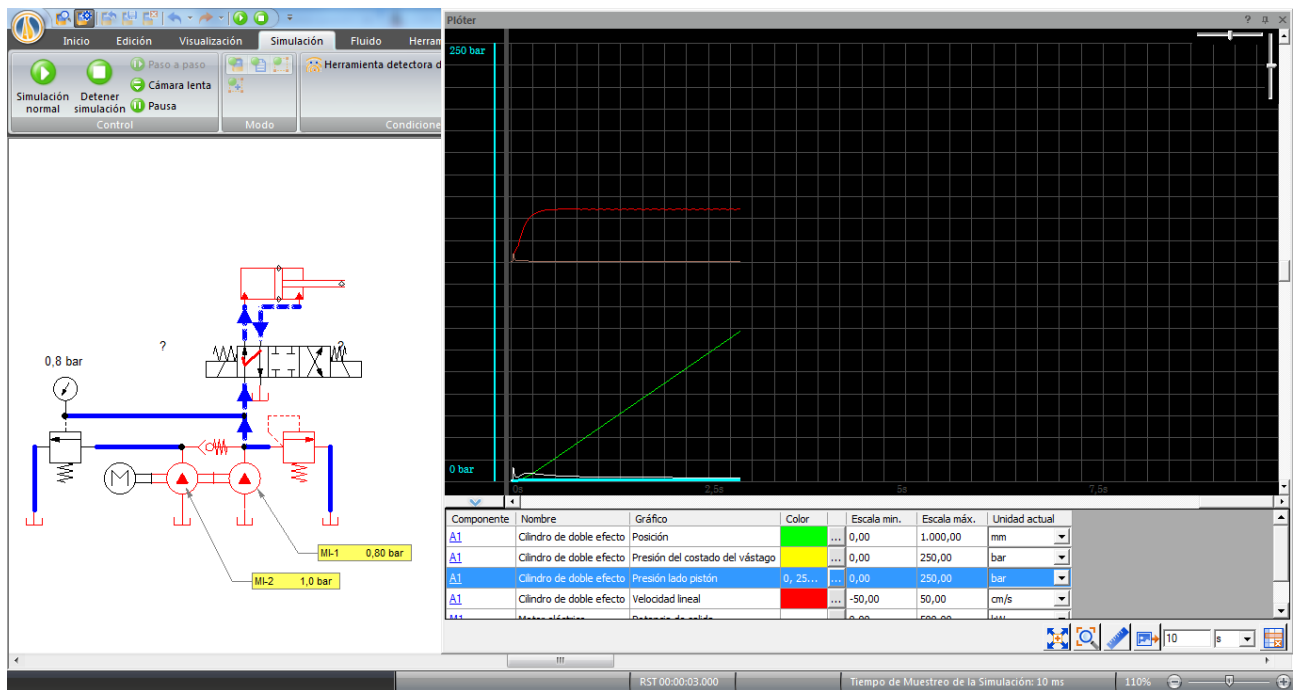 Inicio Edición Visualización Simulación Fluido Herram
Simulación normal
Detener simulación
Paso a paso
Cámara lenta
Pausa
Herramienta detectora d
Control Modo Condicione
Plóter
250 bar
0 bar
0s 2,5s 5s 7,5s
0,8 bar
? ?
M
MI-1 0,80 bar
MI-2 1,0 bar
Componente Nombre Gráfico Color Escala min. Escala máx. Unidad actual
A1 Cilindro de doble efecto Posición ... 0,00 1.000,00 mm
A1 Cilindro de doble efecto Presión del costado del vástago ... 0,00 250,00 bar
A1 Cilindro de doble efecto Presión lado pistón 0, 25... ... 0,00 250,00 bar
A1 Cilindro de doble efecto Velocidad lineal ... -50,00 50,00 cm/s
10 s
RST 00:00:03.000 Tiempo de Muestreo de la Simulación: 10 ms 110%